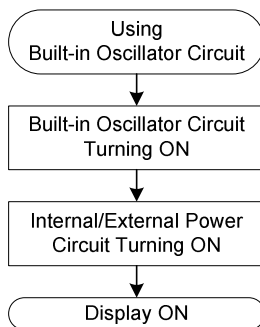 Using
Built-in Oscillator Circuit
Built-in Oscillator Circuit
Turning ON
Internal/External Power
Circuit Turning ON
Display ON